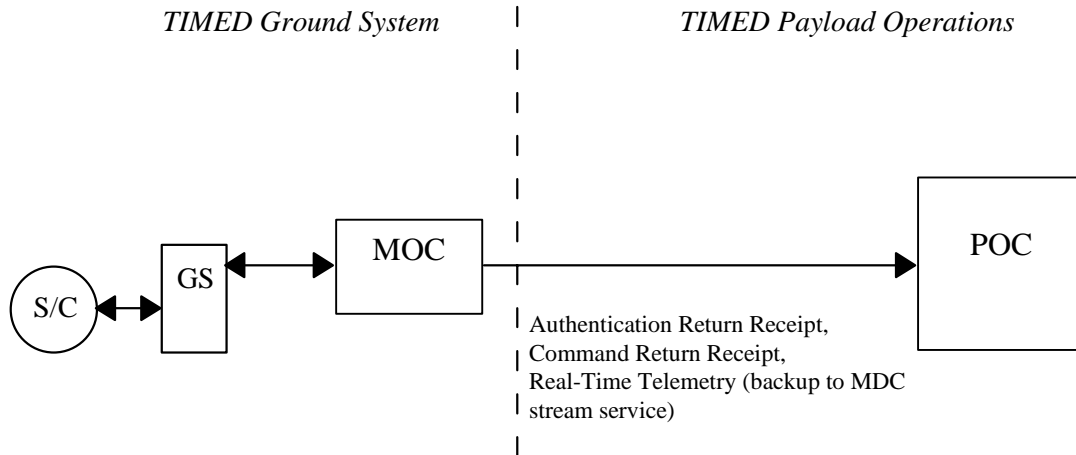 TIMED Ground System
TIMED Payload Operations
S/C
GS
MOC
POC
Authentication Return Receipt,
Command Return Receipt,
Real-Time Telemetry (backup to MDC
stream service)